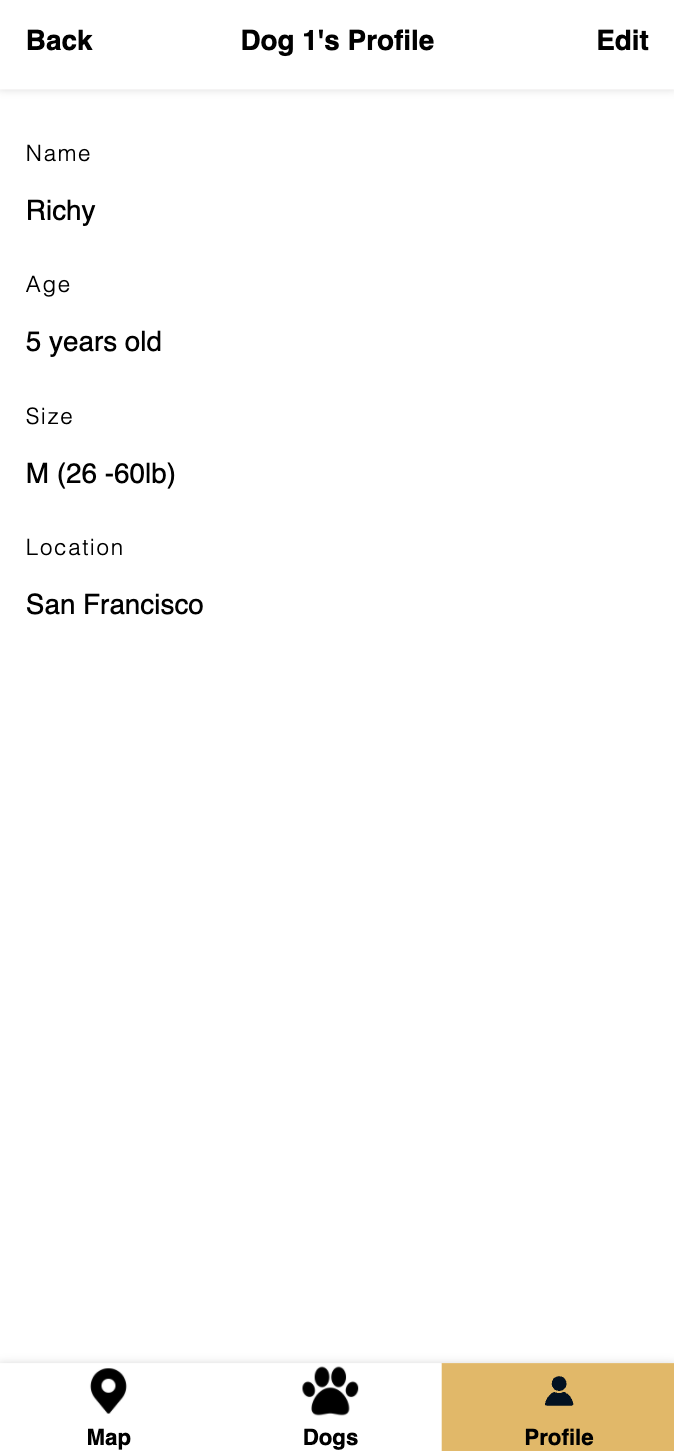 Back Dog 1's Profile Edit
Name
Richy
Age
5 years old
Size
M (26 -60lb)
Location
San Francisco
Map Dogs Profile